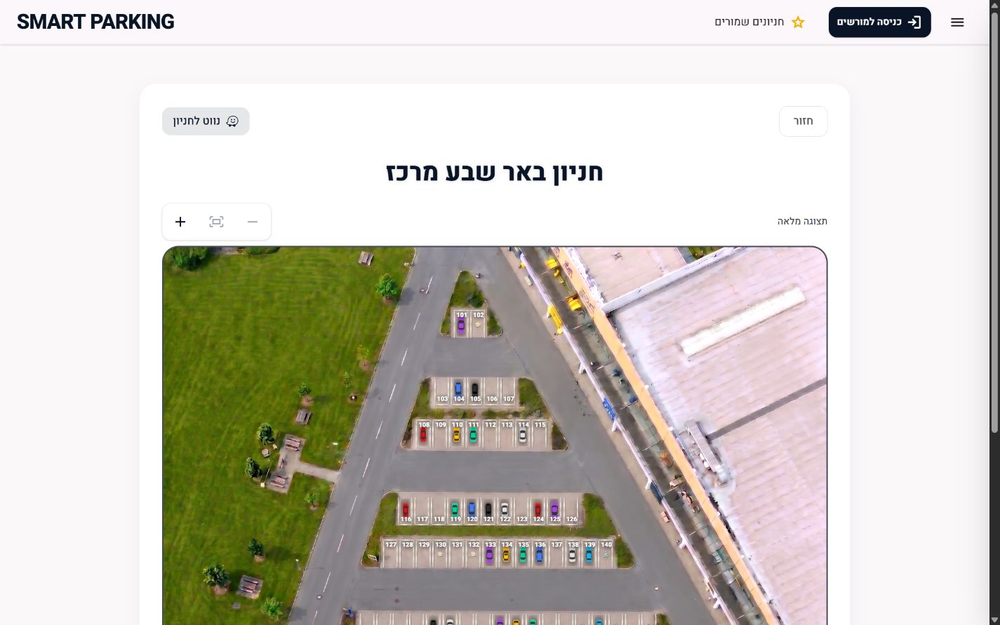 SMART PARKING
חניונים שמורים
כניסה למורשים
חזור
נווט לחניון
חניון באר שבע מרכז
תצוגה מלאה
101 102
103 104 105 106 107
108 109 110 111 112 113 114 115
116 117 118 119 120 121 122 123 124 125 126
127 128 129 130 131 132 133 134 135 136 137 138 139 140